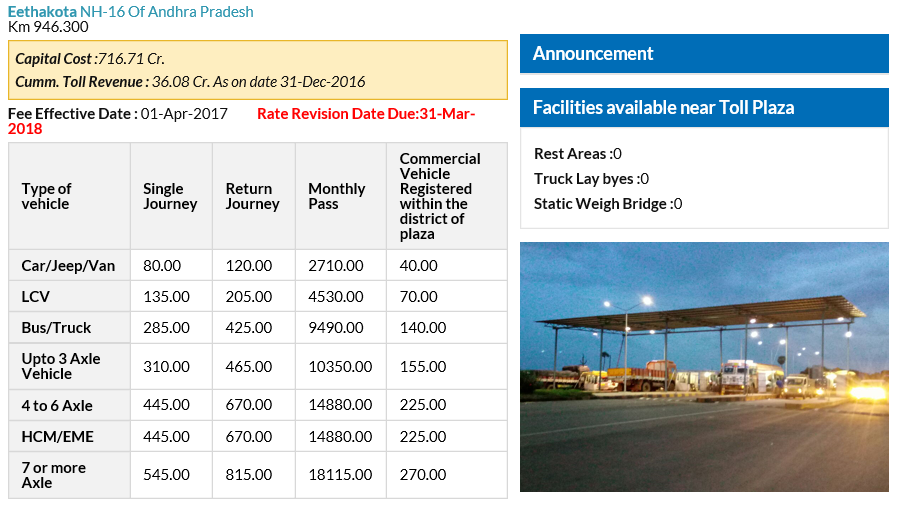 Eethakota NH-16 Of Andhra Pradesh
Km 946.300
Capital Cost :716.71 Cr.
Cumm. Toll Revenue : 36.08 Cr. As on date 31-Dec-2016
Fee Effective Date : 01-Apr-2017 Rate Revision Date Due:31-Mar-
2018
Type of vehicle Single Journey Return Journey Monthly Pass Commercial Vehicle Registered within the district of plaza
Car/Jeep/Van 80.00 120.00 2710.00 40.00
LCV 135.00 205.00 4530.00 70.00
Bus/Truck 285.00 425.00 9490.00 140.00
Upto 3 Axle Vehicle 310.00 465.00 10350.00 155.00
4 to 6 Axle 445.00 670.00 14880.00 225.00
HCM/EME 445.00 670.00 14880.00 225.00
7 or more Axle 545.00 815.00 18115.00 270.00
Announcement
Facilities available near Toll Plaza
Rest Areas :0
Truck Lay byes :0
Static Weigh Bridge :0